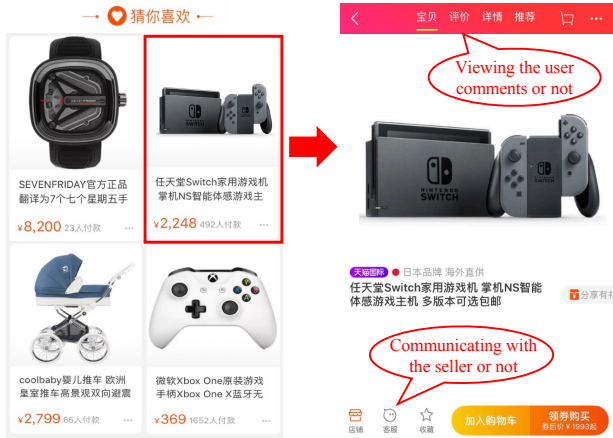 猜你喜欢
SEVENFRIDAY官方正品
翻译为7个七个星期五手
¥8,200 23人付款
任天堂Switch家用游戏机
掌机NS智能体感游戏主
¥2,248 492人付款
coolbaby婴儿推车 欧洲
皇室推车高景观双向避震
¥2,799 65人付款
微软Xbox One原装游戏
手柄Xbox One X蓝牙无
¥369 1652人付款
宝贝 评价 详情 推荐
Viewing the user
comments or not
NINTENDO
SWITCH
天猫国际 日本品牌 海外直供
任天堂Switch家用游戏机 掌机NS智能
体感游戏主机 多版本可选包邮
分享有礼
Communicating with
the seller or not
店铺 客服 收藏
加入购物车
领券购买
券后价￥1993起